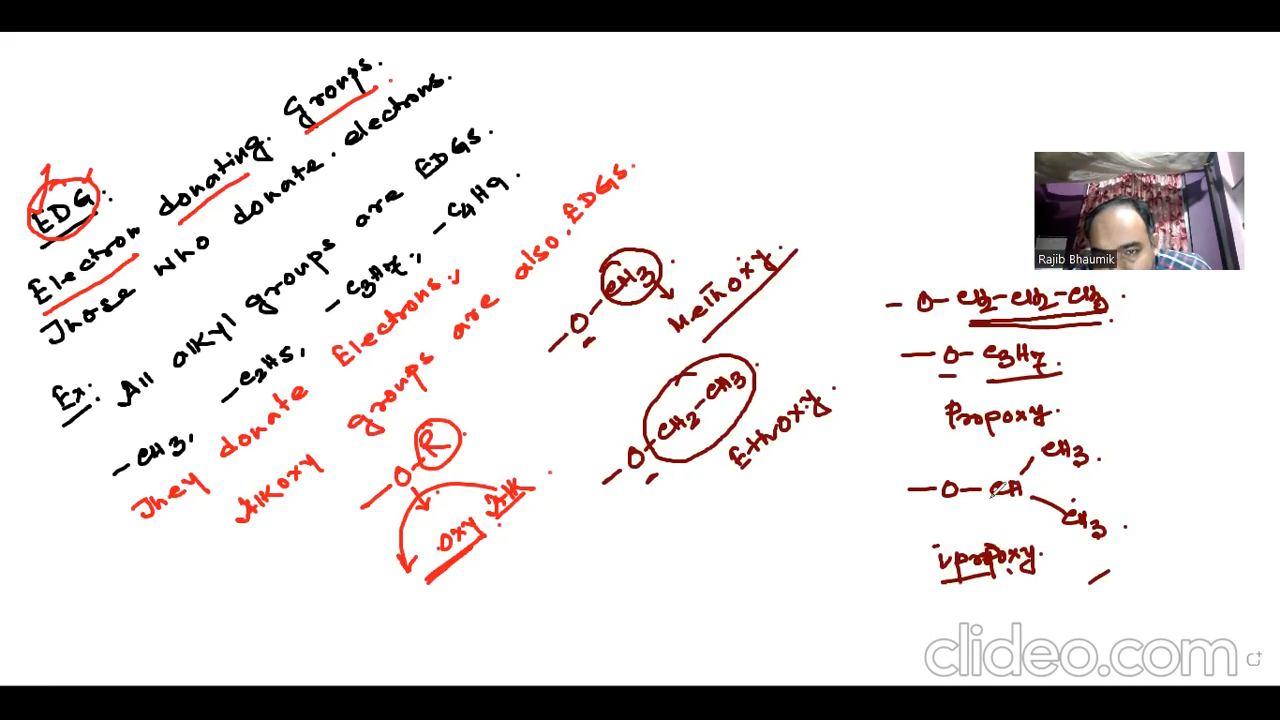 EDG:
Electron donating. Groups.
Those who donate. electrons.
Ex: All alkyl groups are EDGs.
– CH3, – C2H5, – C3H7, – C4H9.
They donate Electrons.,
Alkoxy groups are also. EDGs.
– O – R
Alk
oxy
– O – CH3.
Methoxy.
– O – CH2 – CH3
Ethoxy.
Rajib Bhaumik
– O – CH2 – CH2 – CH3.
– O – C3H7.
Propoxy.
– O – CH
CH3.
CH3.
ipropoxy.
clideo.com